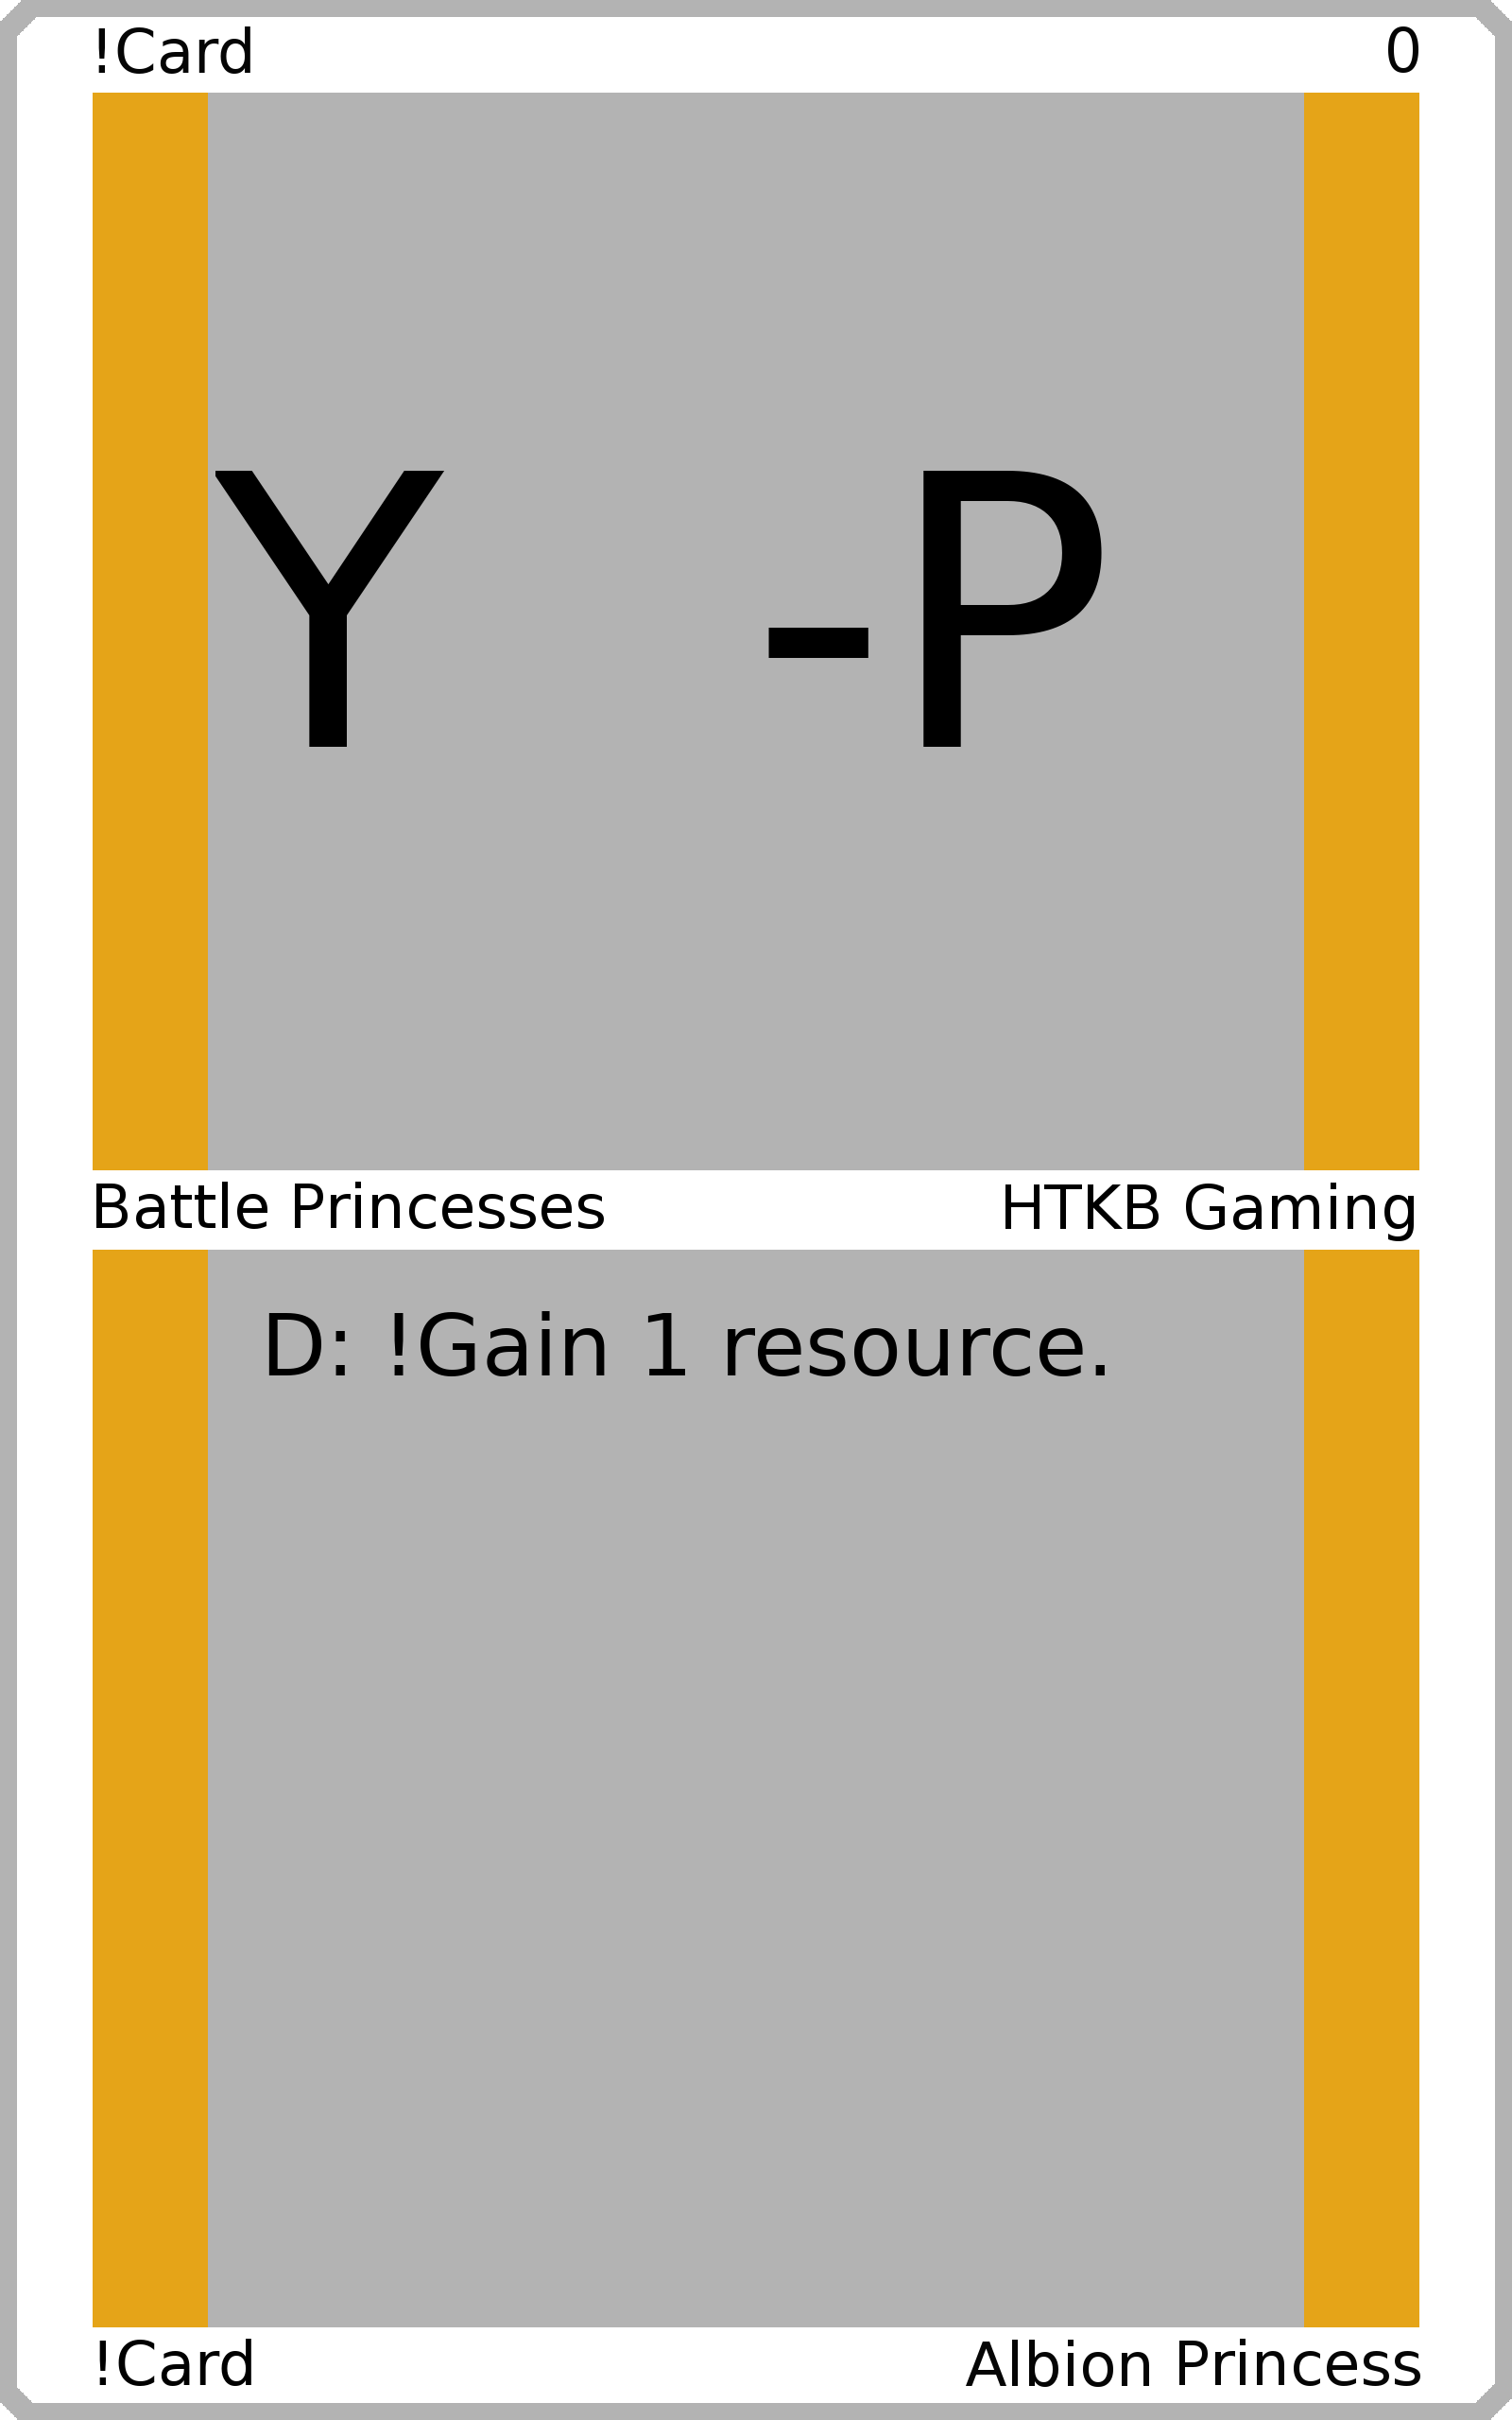 !Card 0
Y -P
Battle Princesses HTKB Gaming
D: !Gain 1 resource.
!Card Albion Princess